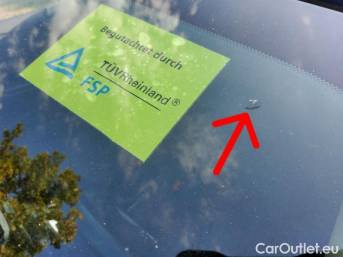 Begutachtet durch
TÜVRheinland®
FSP
CarOutlet.eu